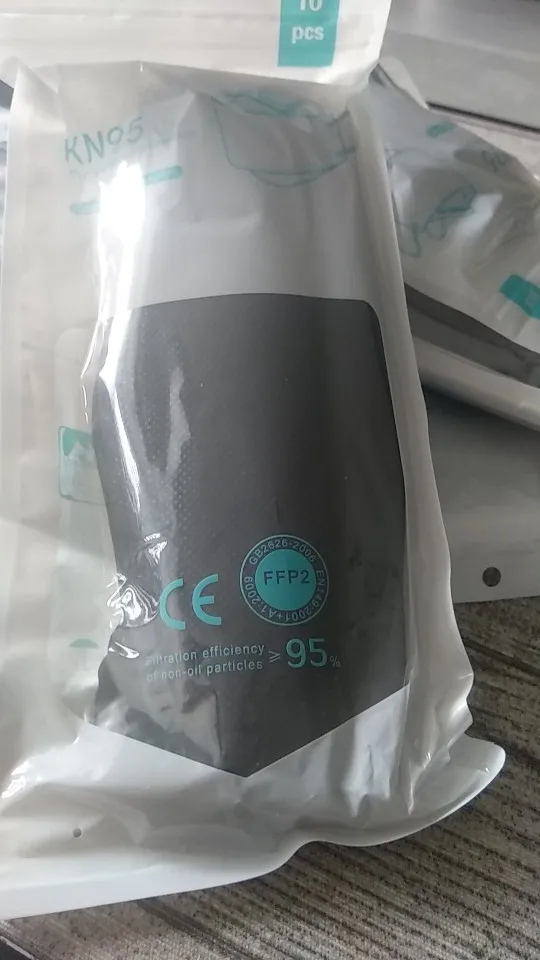 10
pcs
KN95
CE
GB2626-2006
FFP2
EN149:2001+A1:2009
filtration efficiency
of non-oil particles ≥ 95%